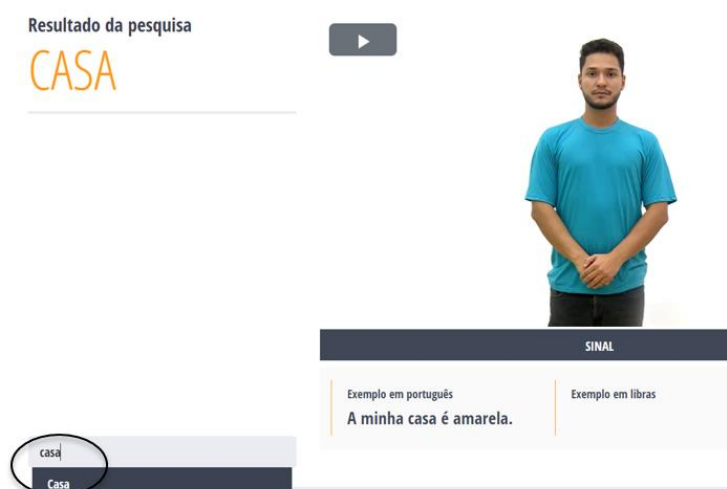 Resultado da pesquisa
CASA
SINAL
Exemplo em português
A minha casa é amarela.
Exemplo em libras
casa
Casa